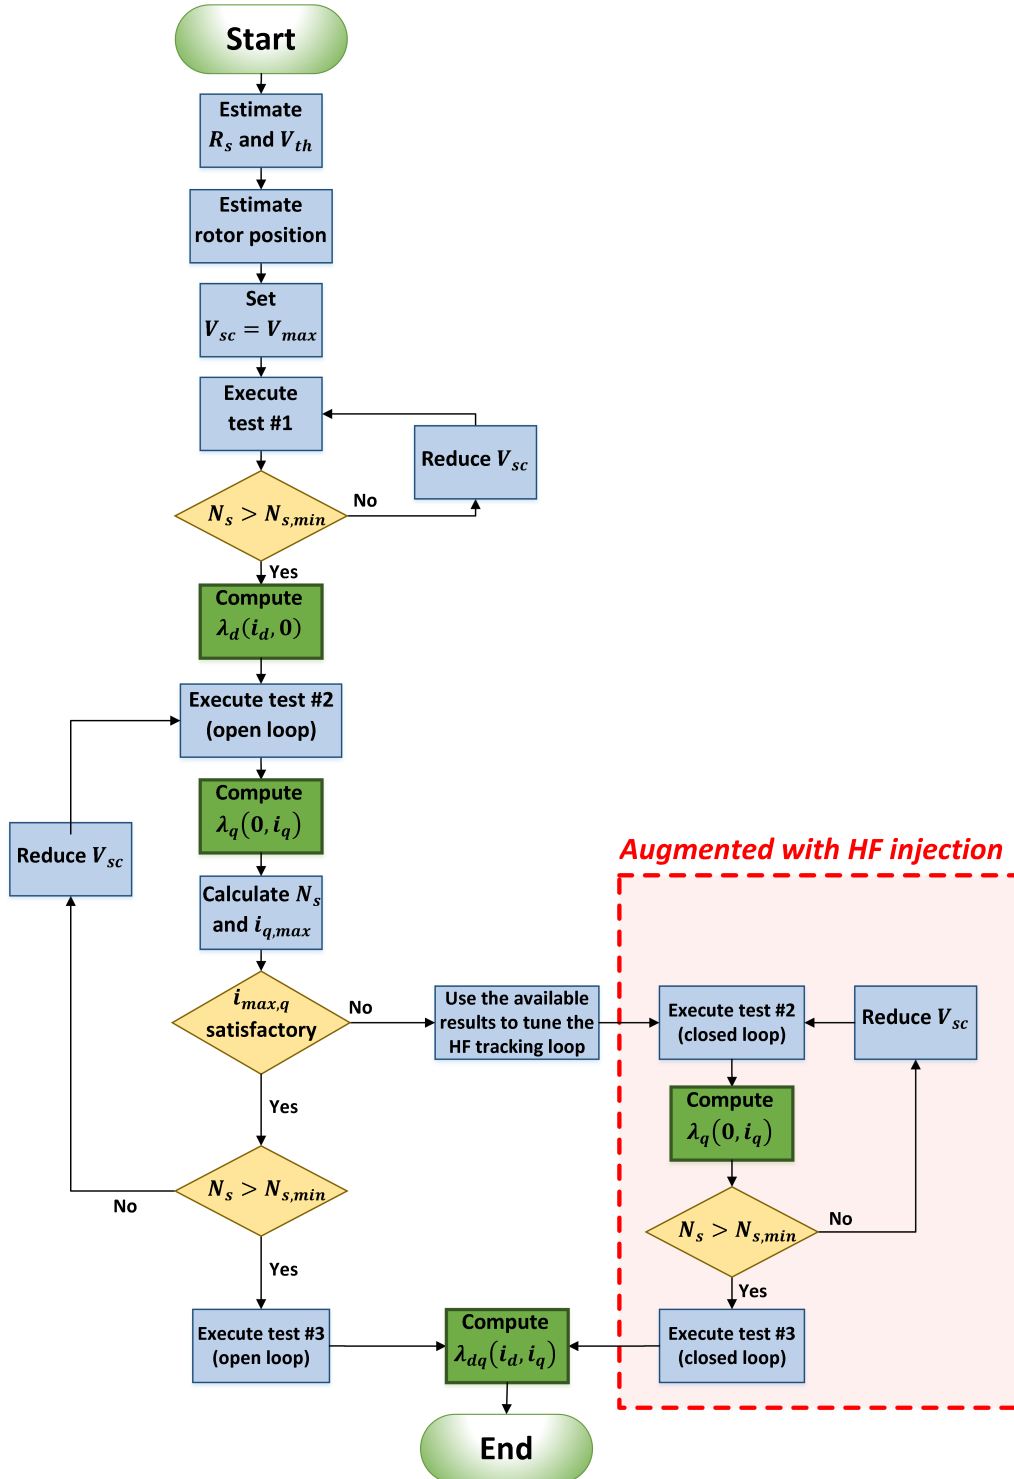 Start
Estimate
R_s and V_th
Estimate
rotor position
Set
V_sc = V_max
Execute
test #1
Reduce V_sc
N_s > N_s,min
No
Yes
Compute
λ_d(i_d, 0)
Execute test #2
(open loop)
Compute
λ_q(0, i_q)
Reduce V_sc
Calculate N_s
and i_q,max
i_max,q
satisfactory
No
Yes
Use the available
results to tune the
HF tracking loop
Augmented with HF injection
Execute test #2
(closed loop)
Reduce V_sc
Compute
λ_q(0, i_q)
N_s > N_s,min
No
Yes
N_s > N_s,min
No
Yes
Execute test #3
(open loop)
Compute
λ_dq(i_d, i_q)
Execute test #3
(closed loop)
End